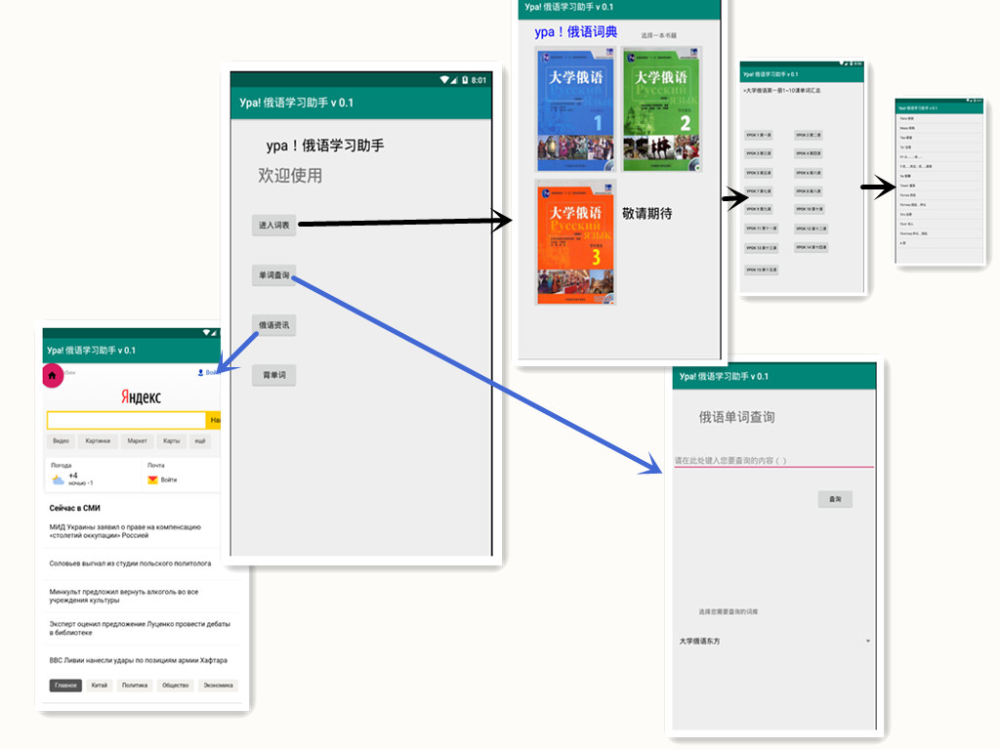 8:01
Ура! 俄语学习助手 v 0.1
ура！俄语学习助手
欢迎使用
进入词表
单词查询
俄语资讯
背单词
Ура! 俄语学习助手 v 0.1
ура！俄语词典
选择一本书籍
大学俄语
Русский
язык
1
大学俄语
Русский
язык
2
大学俄语
Русский
язык
3
敬请期待
Ура! 俄语学习助手 v 0.1
>大学俄语第一册1~10课单词汇总
УРОК 1 第一课
УРОК 2 第二课
УРОК 3 第三课
УРОК 4 第四课
УРОК 5 第五课
УРОК 6 第六课
УРОК 7 第七课
УРОК 8 第八课
УРОК 9 第九课
УРОК 10 第十课
УРОК 11 第十一课
УРОК 12 第十二课
УРОК 13 第十三课
УРОК 14 第十四课
УРОК 15 第十五课
Ура! 俄语学习助手 v 0.1
Ура! 俄语学习助手 v 0.1
Войти
Яндекс
Най
Видео
Картинки
Маркет
Карты
ещё
Погода
+4
ночью -1
Почта
Войти
Сейчас в СМИ
МИД Украины заявил о праве на компенсацию
«столетий оккупации» Россией
Соловьев выгнал из студии польского политолога
Минкульт предложил вернуть алкоголь во все
учреждения культуры
Эксперт оценил предложение Луценко провести дебаты
в библиотеке
ВВС Ливии нанесли удары по позициям армии Хафтара
Главное
Китай
Политика
Общество
Экономика
Ура! 俄语学习助手 v 0.1
俄语单词查询
请在此处键入您要查询的内容（ ）
查询
选择您需要查询的词库
大学俄语东方